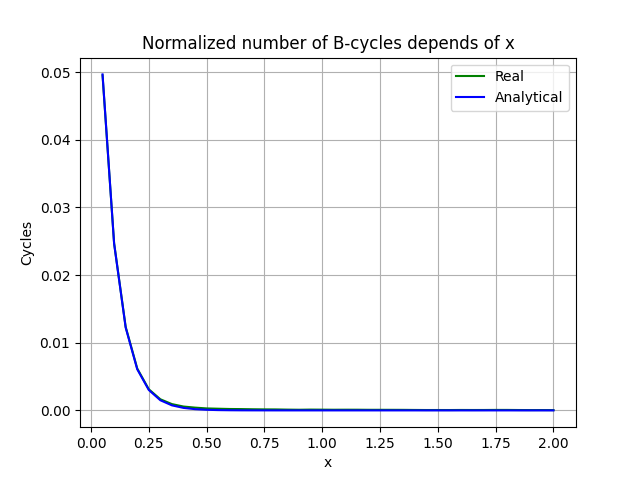 Normalized number of B-cycles depends of x
Real
Analytical
Cycles
0.05
0.04
0.03
0.02
0.01
0.00
0.00 0.25 0.50 0.75 1.00 1.25 1.50 1.75 2.00
x